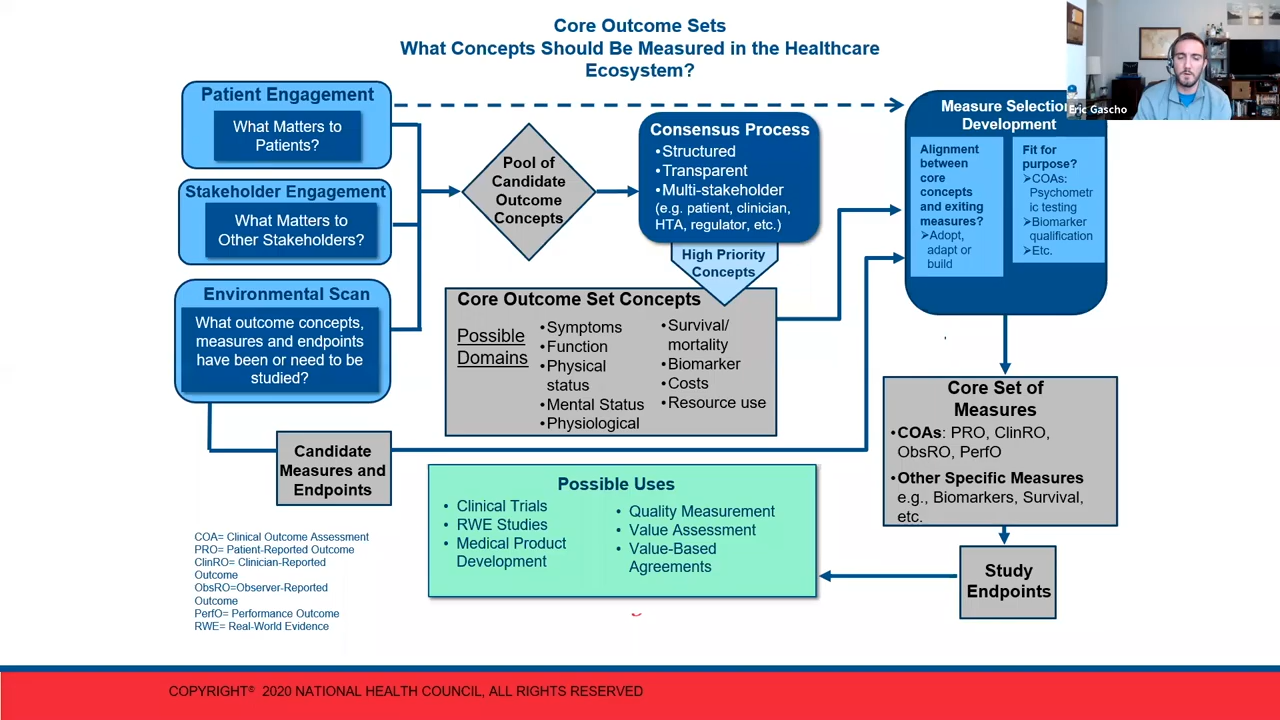 Core Outcome Sets
What Concepts Should Be Measured in the Healthcare
Ecosystem?
Eric Gascho
Patient Engagement
What Matters to
Patients?
Stakeholder Engagement
What Matters to
Other Stakeholders?
Environmental Scan
What outcome concepts,
measures and endpoints
have been or need to be
studied?
Pool of
Candidate
Outcome
Concepts
Consensus Process
•Structured
•Transparent
•Multi-stakeholder
(e.g. patient, clinician,
HTA, regulator, etc.)
High Priority
Concepts
Core Outcome Set Concepts
Possible
Domains
•Symptoms
•Function
•Physical
status
•Mental Status
•Physiological
•Survival/
mortality
•Biomarker
•Costs
•Resource use
Measure Selection
Development
Alignment
between
core
concepts
and exiting
measures?
➢Adopt,
adapt or
build
Fit for
purpose?
➢COAs:
Psychometr
ic testing
➢Biomarker
qualification
➢Etc.
Candidate
Measures and
Endpoints
Core Set of
Measures
•COAs: PRO, ClinRO,
ObsRO, PerfO
•Other Specific Measures
e.g., Biomarkers, Survival,
etc.
Study
Endpoints
Possible Uses
• Clinical Trials
• RWE Studies
• Medical Product
Development
• Quality Measurement
• Value Assessment
• Value-Based
Agreements
COA= Clinical Outcome Assessment
PRO= Patient-Reported Outcome
ClinRO= Clinician-Reported
Outcome
ObsRO=Observer-Reported
Outcome
PerfO= Performance Outcome
RWE= Real-World Evidence
COPYRIGHT® 2020 NATIONAL HEALTH COUNCIL, ALL RIGHTS RESERVED